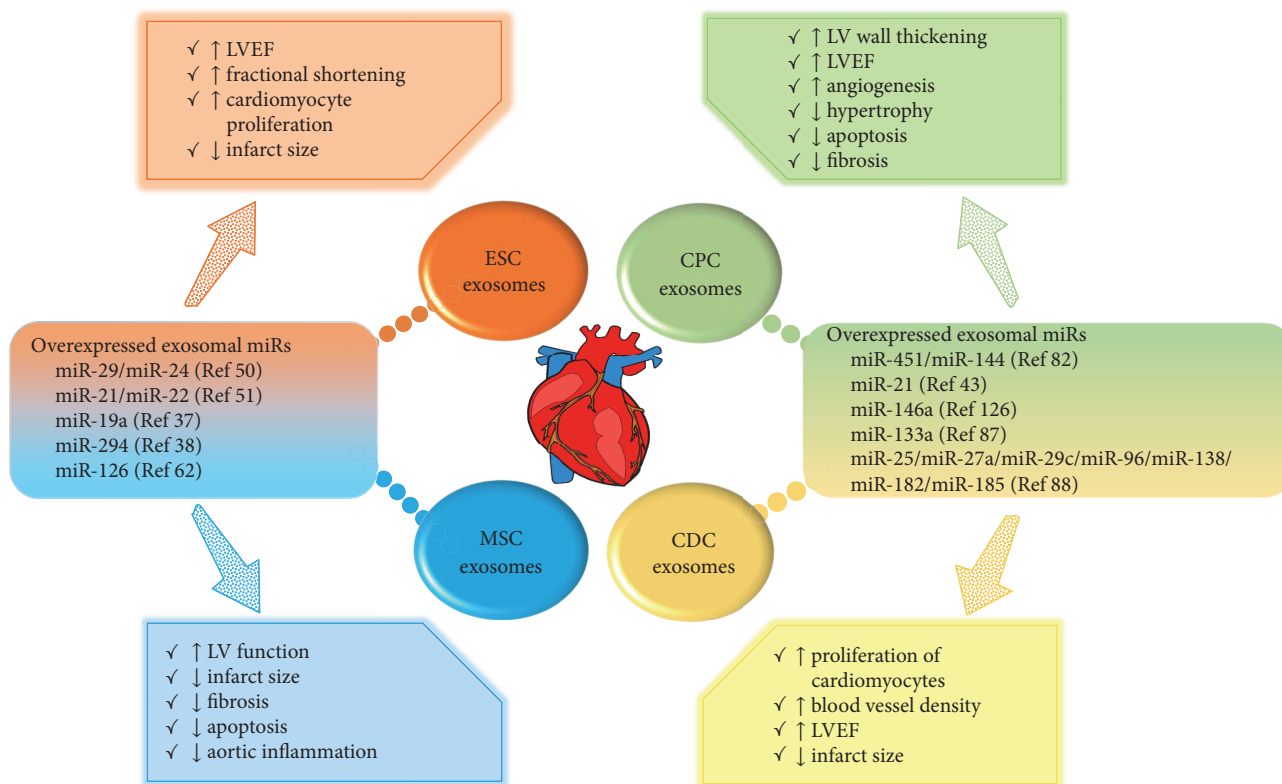 ✓ ↑ LVEF
✓ ↑ fractional shortening
✓ ↑ cardiomyocyte
proliferation
✓ ↓ infarct size
✓ ↑ LV wall thickening
✓ ↑ LVEF
✓ ↑ angiogenesis
✓ ↓ hypertrophy
✓ ↓ apoptosis
✓ ↓ fibrosis
ESC
exosomes
CPC
exosomes
Overexpressed exosomal miRs
miR-29/miR-24 (Ref 50)
miR-21/miR-22 (Ref 51)
miR-19a (Ref 37)
miR-294 (Ref 38)
miR-126 (Ref 62)
Overexpressed exosomal miRs
miR-451/miR-144 (Ref 82)
miR-21 (Ref 43)
miR-146a (Ref 126)
miR-133a (Ref 87)
miR-25/miR-27a/miR-29c/miR-96/miR-138/
miR-182/miR-185 (Ref 88)
MSC
exosomes
CDC
exosomes
✓ ↑ LV function
✓ ↓ infarct size
✓ ↓ fibrosis
✓ ↓ apoptosis
✓ ↓ aortic inflammation
✓ ↑ proliferation of
cardiomyocytes
✓ ↑ blood vessel density
✓ ↑ LVEF
✓ ↓ infarct size